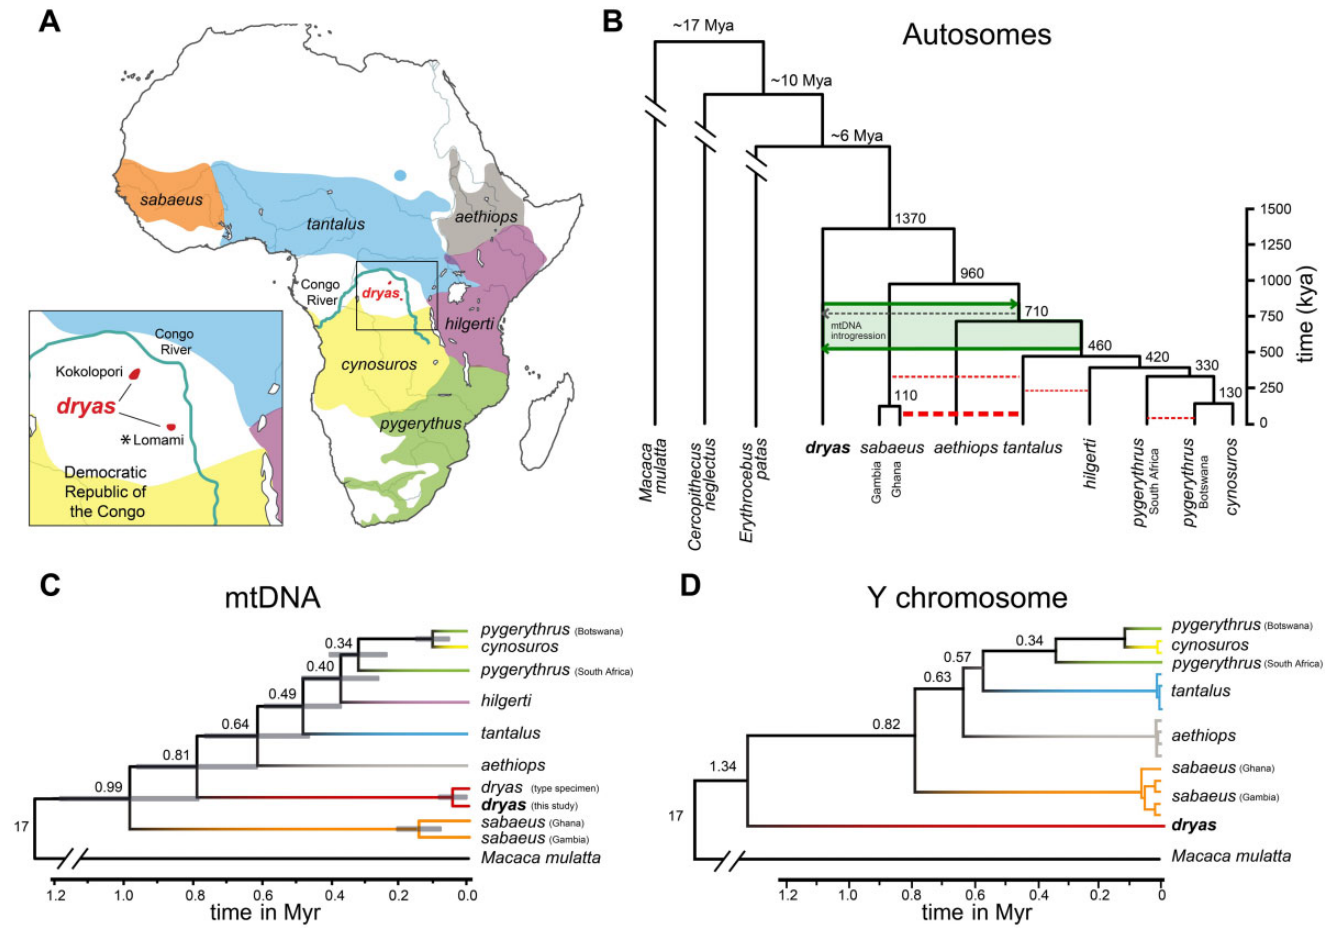 A
sabaeus
tantalus
aethiops
Congo
River
dryas
hilgerti
cynosuros
pygerythrus
Congo
River
Kokolopori
dryas
*Lomami
Democratic
Republic of
the Congo
B
Autosomes
~17 Mya
~10 Mya
~6 Mya
1370
960
710
mtDNA
introgression
460
420
330
110
130
1500
1250
1000
750
500
250
0
time (kya)
Macaca
mulatta
Cercopithecus
neglectus
Erythrocebus
patas
dryas
sabaeus
Gambia
Ghana
aethiops
tantalus
hilgerti
pygerythrus
South Africa
pygerythrus
Botswana
cynosuros
C
mtDNA
pygerythrus (Botswana)
cynosuros
0.34
pygerythrus (South Africa)
0.40
hilgerti
0.49
tantalus
0.64
aethiops
0.81
dryas (type specimen)
0.99
dryas (this study)
sabaeus (Ghana)
17
sabaeus (Gambia)
Macaca mulatta
1.2 1.0 0.8 0.6 0.4 0.2 0.0
time in Myr
D
Y chromosome
pygerythrus (Botswana)
0.34
cynosuros
0.57
pygerythrus (South Africa)
0.63
tantalus
0.82
aethiops
1.34
sabaeus (Ghana)
sabaeus (Gambia)
17
dryas
Macaca mulatta
1.2 1.0 0.8 0.6 0.4 0.2 0
time in Myr